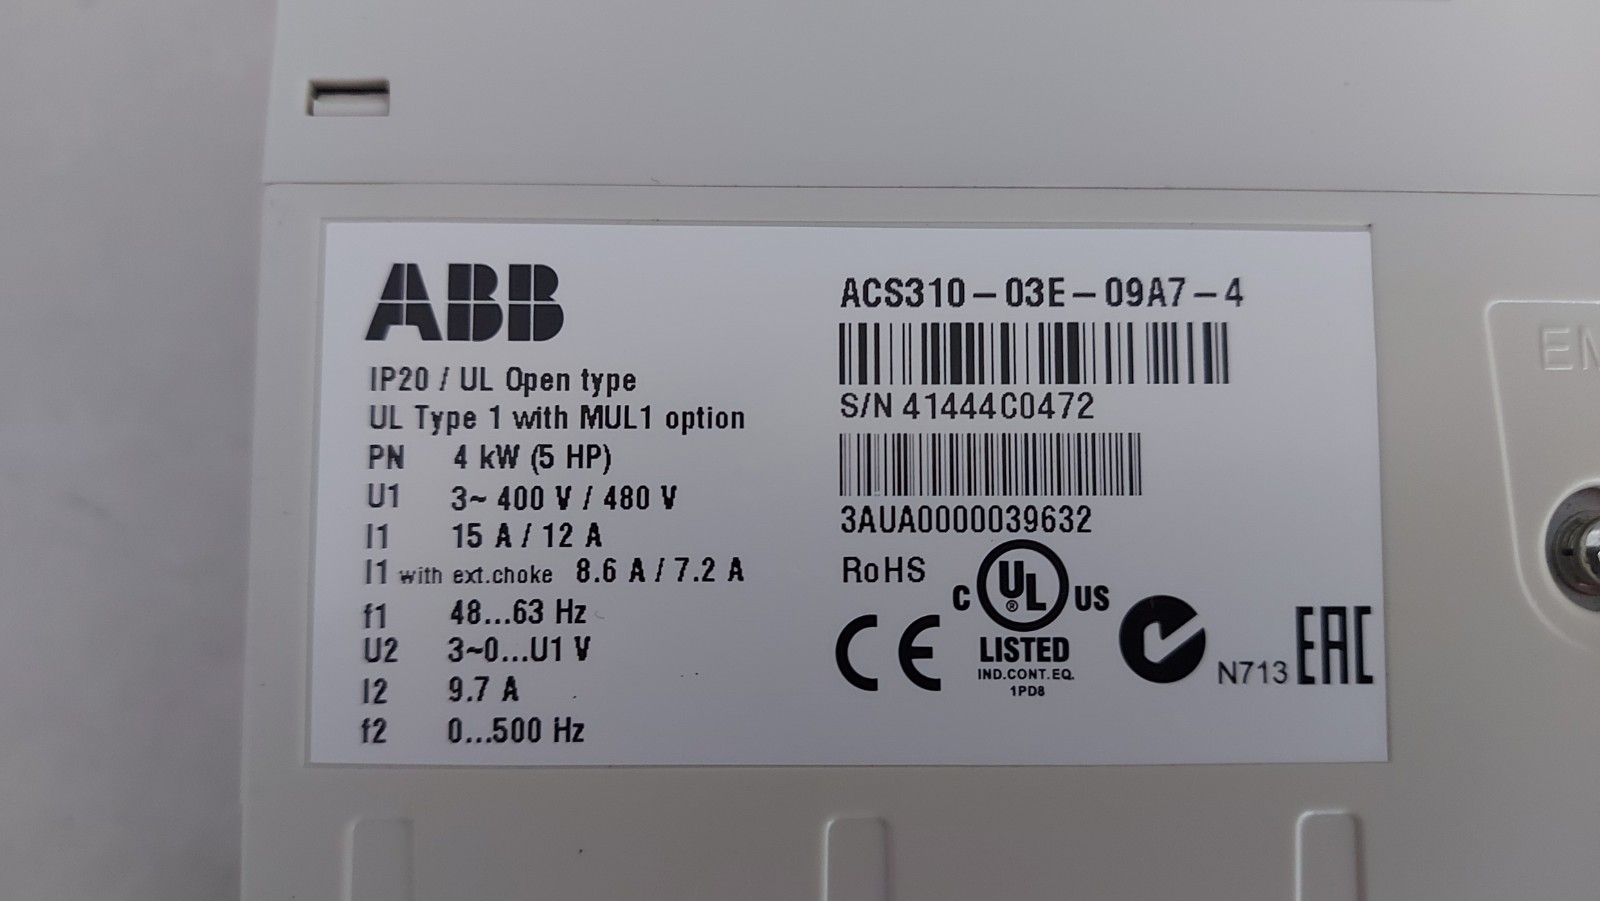 ABB
IP20 / UL Open type
UL Type 1 with MUL1 option
PN 4 kW (5 HP)
U1 3~ 400 V / 480 V
I1 15 A / 12 A
I1 with ext.choke 8.6 A / 7.2 A
f1 48...63 Hz
U2 3~0...U1 V
I2 9.7 A
f2 0...500 Hz
ACS310-03E-09A7-4
S/N 41444C0472
3AUA0000039632
RoHS
CE
C UL ® US
LISTED
IND.CONT.EQ.
1PD8
N713
EAC